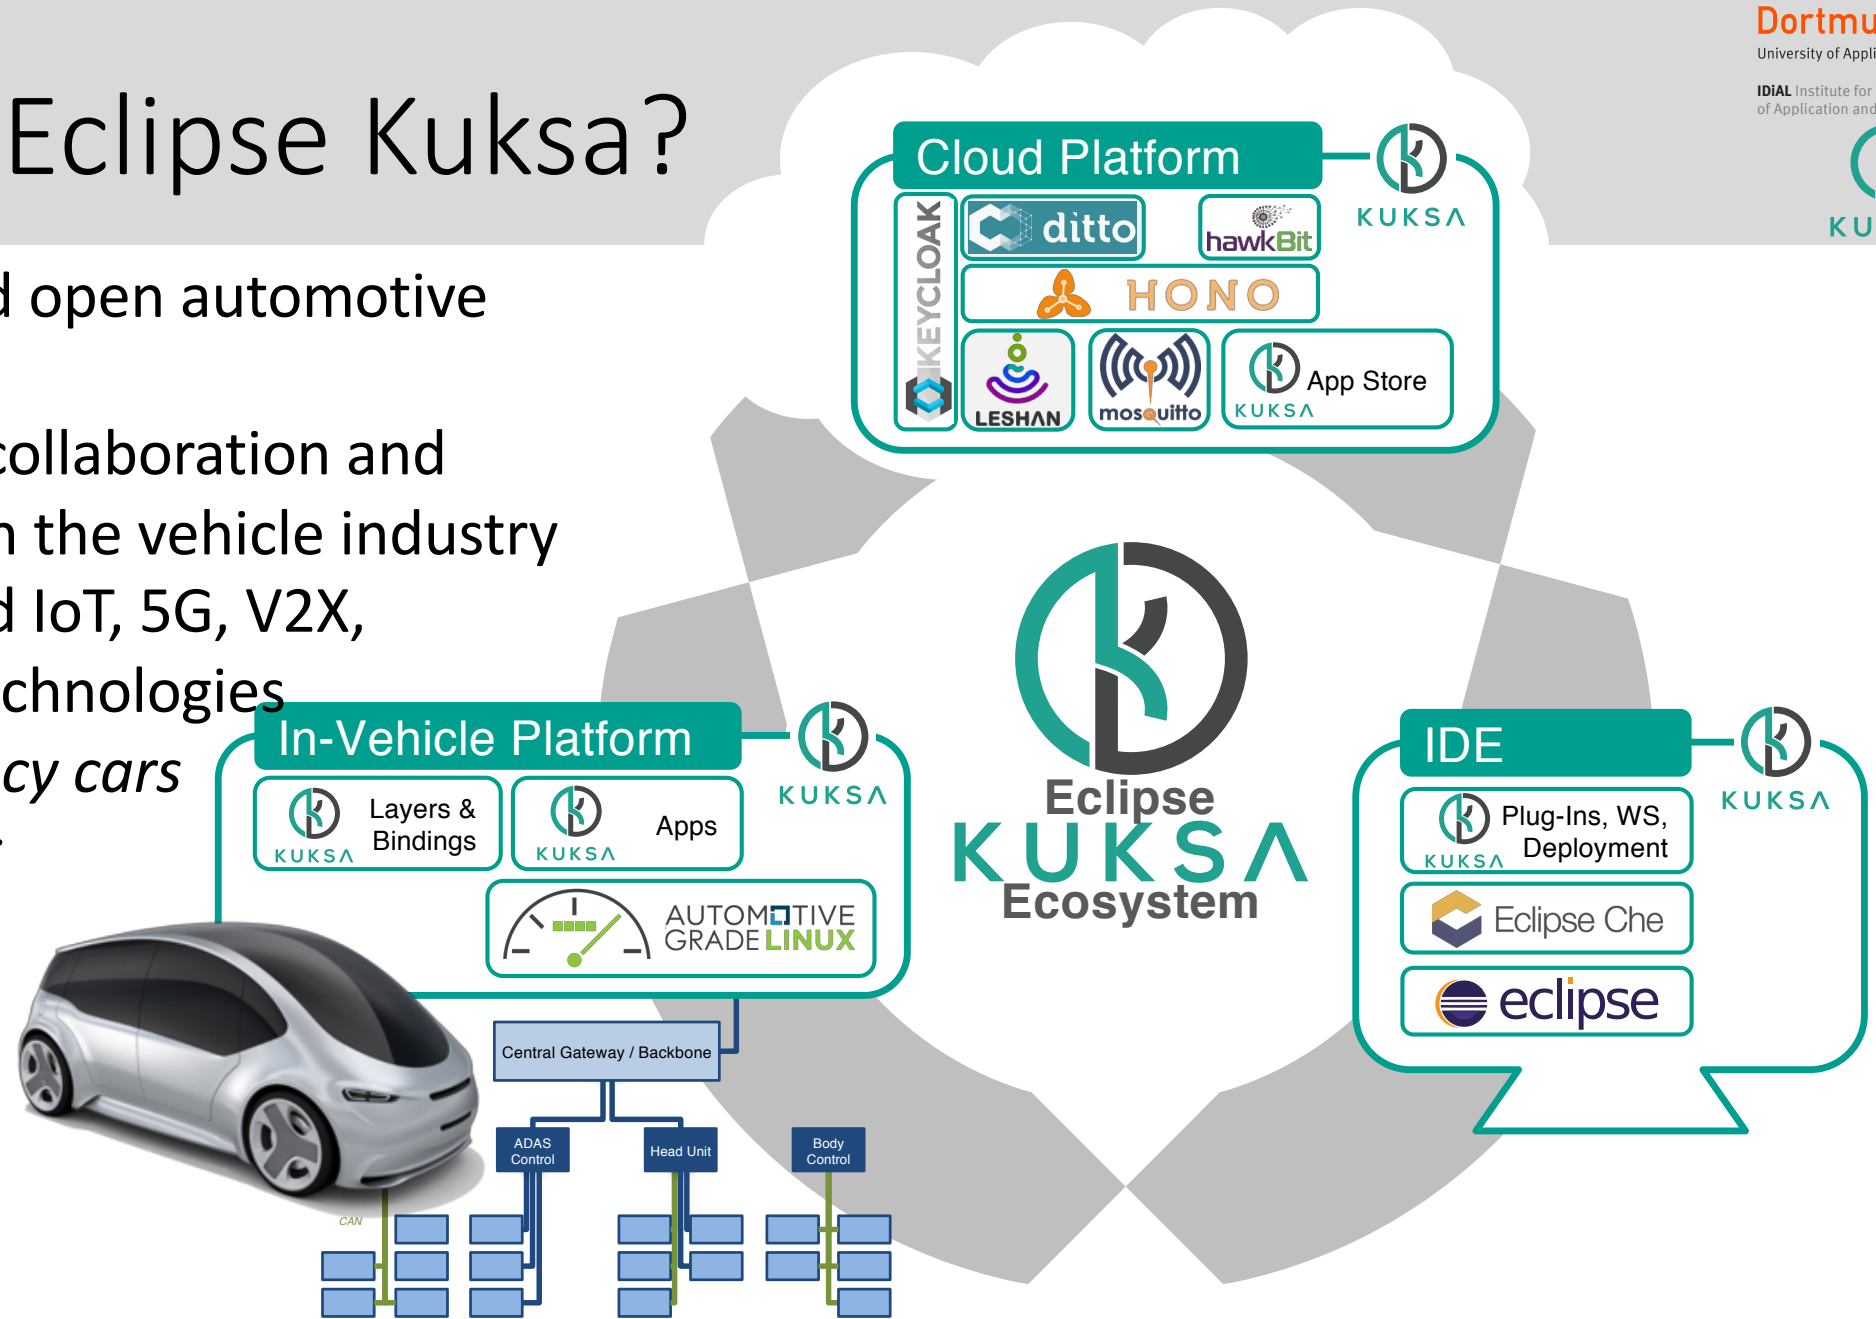 Eclipse Kuksa?
Dortmu
University of Appli
IDiAL Institute for
of Application and
KU
open automotive
collaboration and
the vehicle industry
IoT, 5G, V2X,
chnologies
cy cars
Cloud Platform
KUKSA
KEYCLOAK
ditto
hawkBit
HONO
LESHAN
mosquitto
KUKSA
App Store
In-Vehicle Platform
KUKSA
KUKSA
Layers &
Bindings
KUKSA
Apps
AUTOMOTIVE
GRADE LINUX
Eclipse
KUKSA
Ecosystem
IDE
KUKSA
KUKSA
Plug-Ins, WS,
Deployment
Eclipse Che
eclipse
Central Gateway / Backbone
ADAS
Control
Head Unit
Body
Control
CAN